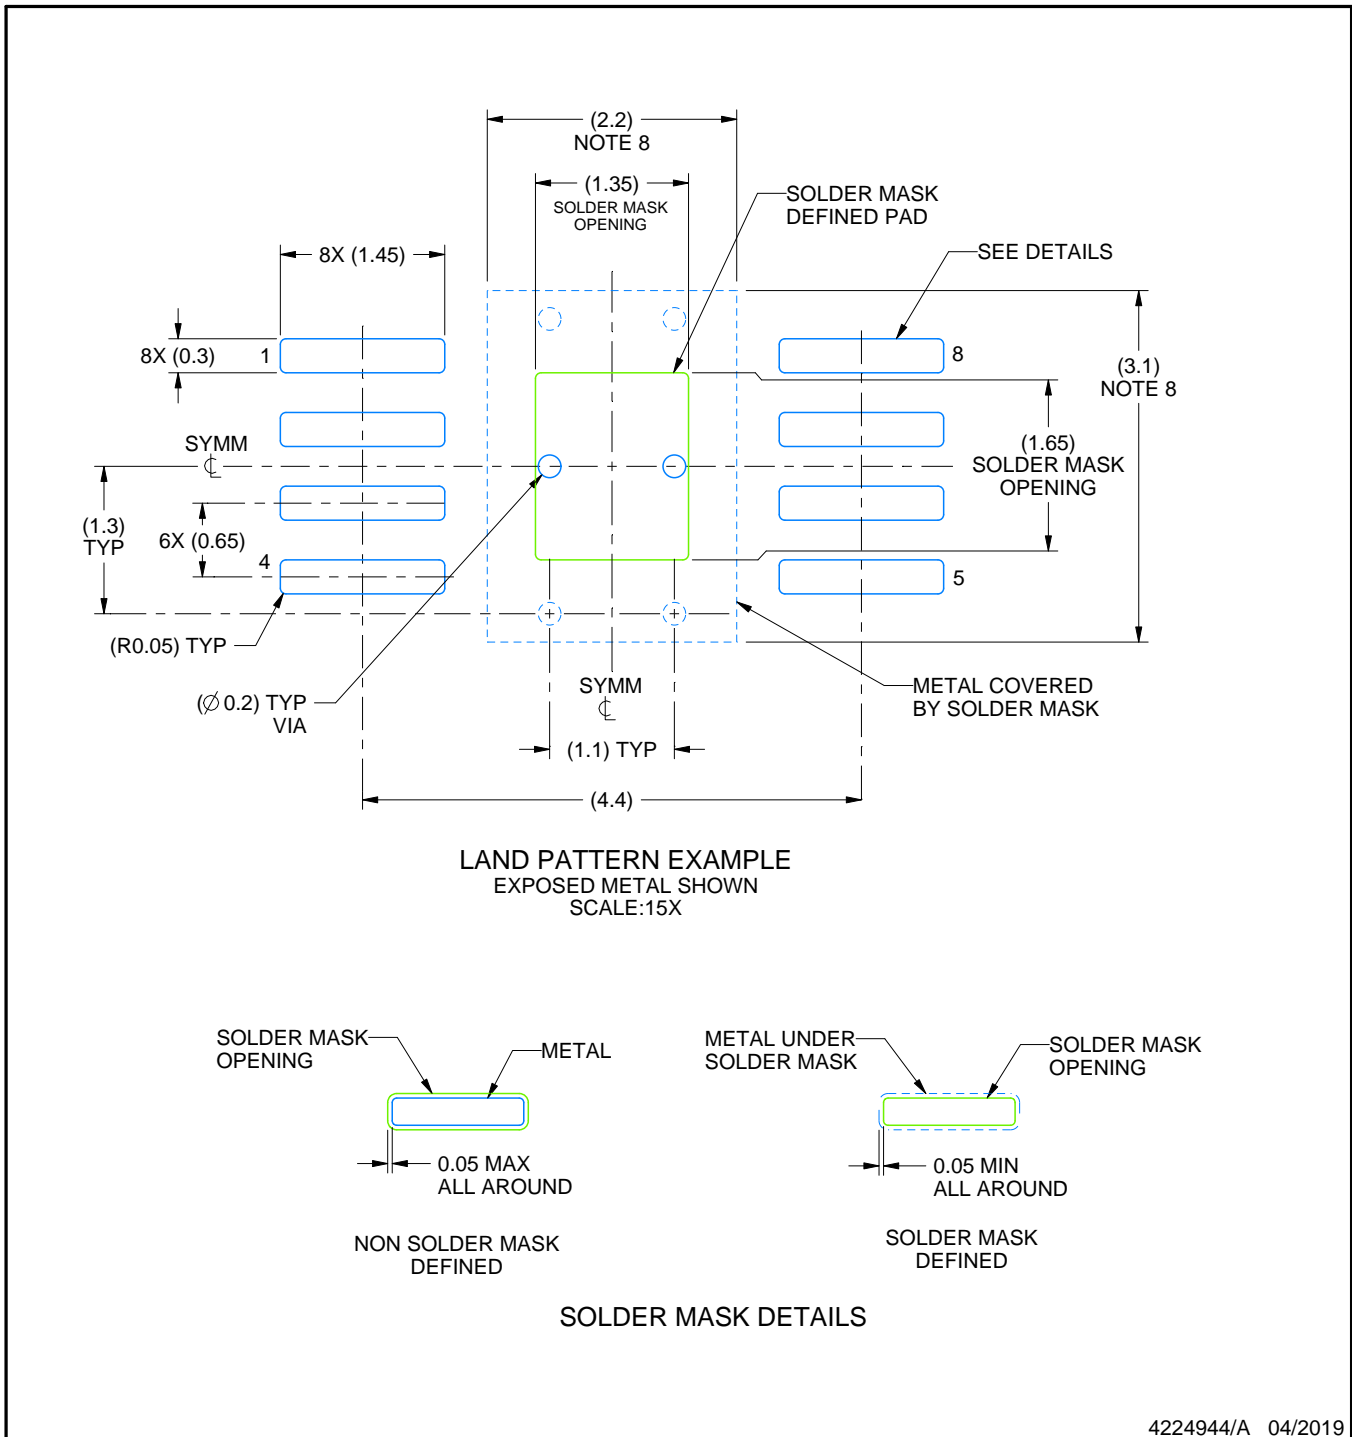 (2.2)
NOTE 8
(1.35)
SOLDER MASK
OPENING
SOLDER MASK
DEFINED PAD
8X (1.45)
SEE DETAILS
8X (0.3)
1
8
(3.1)
NOTE 8
SYMM
(1.65)
SOLDER MASK
OPENING
(1.3)
TYP
6X (0.65)
4
5
(R0.05) TYP
(Ø 0.2) TYP
VIA
SYMM
METAL COVERED
BY SOLDER MASK
(1.1) TYP
(4.4)
LAND PATTERN EXAMPLE
EXPOSED METAL SHOWN
SCALE:15X
SOLDER MASK
OPENING
METAL
METAL UNDER
SOLDER MASK
SOLDER MASK
OPENING
0.05 MAX
ALL AROUND
0.05 MIN
ALL AROUND
NON SOLDER MASK
DEFINED
SOLDER MASK
DEFINED
SOLDER MASK DETAILS
4224944/A 04/2019